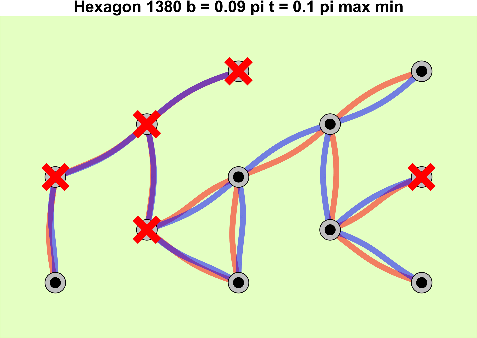 Hexagon 1380 b = 0.09 pi t = 0.1 pi max min